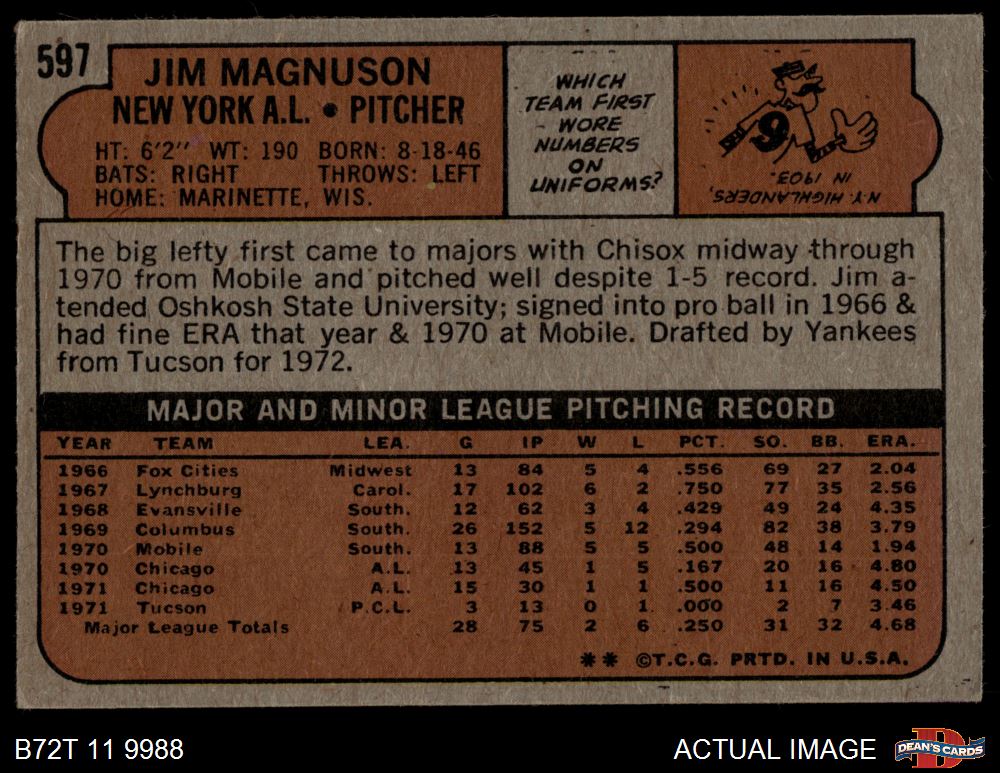 597
JIM MAGNUSON
NEW YORK A.L. • PITCHER
HT: 6'2" WT: 190 BORN: 8-18-46
BATS: RIGHT THROWS: LEFT
HOME: MARINETTE, WIS.
WHICH
TEAM FIRST
WORE
NUMBERS
ON
UNIFORMS?
9
N.Y. HIGHLANDERS,
IN 1903.
The big lefty first came to majors with Chisox midway through
1970 from Mobile and pitched well despite 1-5 record. Jim a-
tended Oshkosh State University; signed into pro ball in 1966 &
had fine ERA that year & 1970 at Mobile. Drafted by Yankees
from Tucson for 1972.
MAJOR AND MINOR LEAGUE PITCHING RECORD
YEAR TEAM LEA. G IP W L PCT. SO. BB. ERA.
1966 Fox Cities Midwest 13 84 5 4 .556 69 27 2.04
1967 Lynchburg Carol. 17 102 6 2 .750 77 35 2.56
1968 Evansville South. 12 62 3 4 .429 49 24 4.35
1969 Columbus South. 26 152 5 12 .294 82 38 3.79
1970 Mobile South. 13 88 5 5 .500 48 14 1.94
1970 Chicago A.L. 13 45 1 5 .167 20 16 4.80
1971 Chicago A.L. 15 30 1 1 .500 11 16 4.50
1971 Tucson P.C.L. 3 13 0 1 .000 2 7 3.46
Major League Totals 28 75 2 6 .250 31 32 4.68
** ©T.C.G. PRTD. IN U.S.A.
B72T 11 9988
ACTUAL IMAGE
D
DEAN'S CARDS